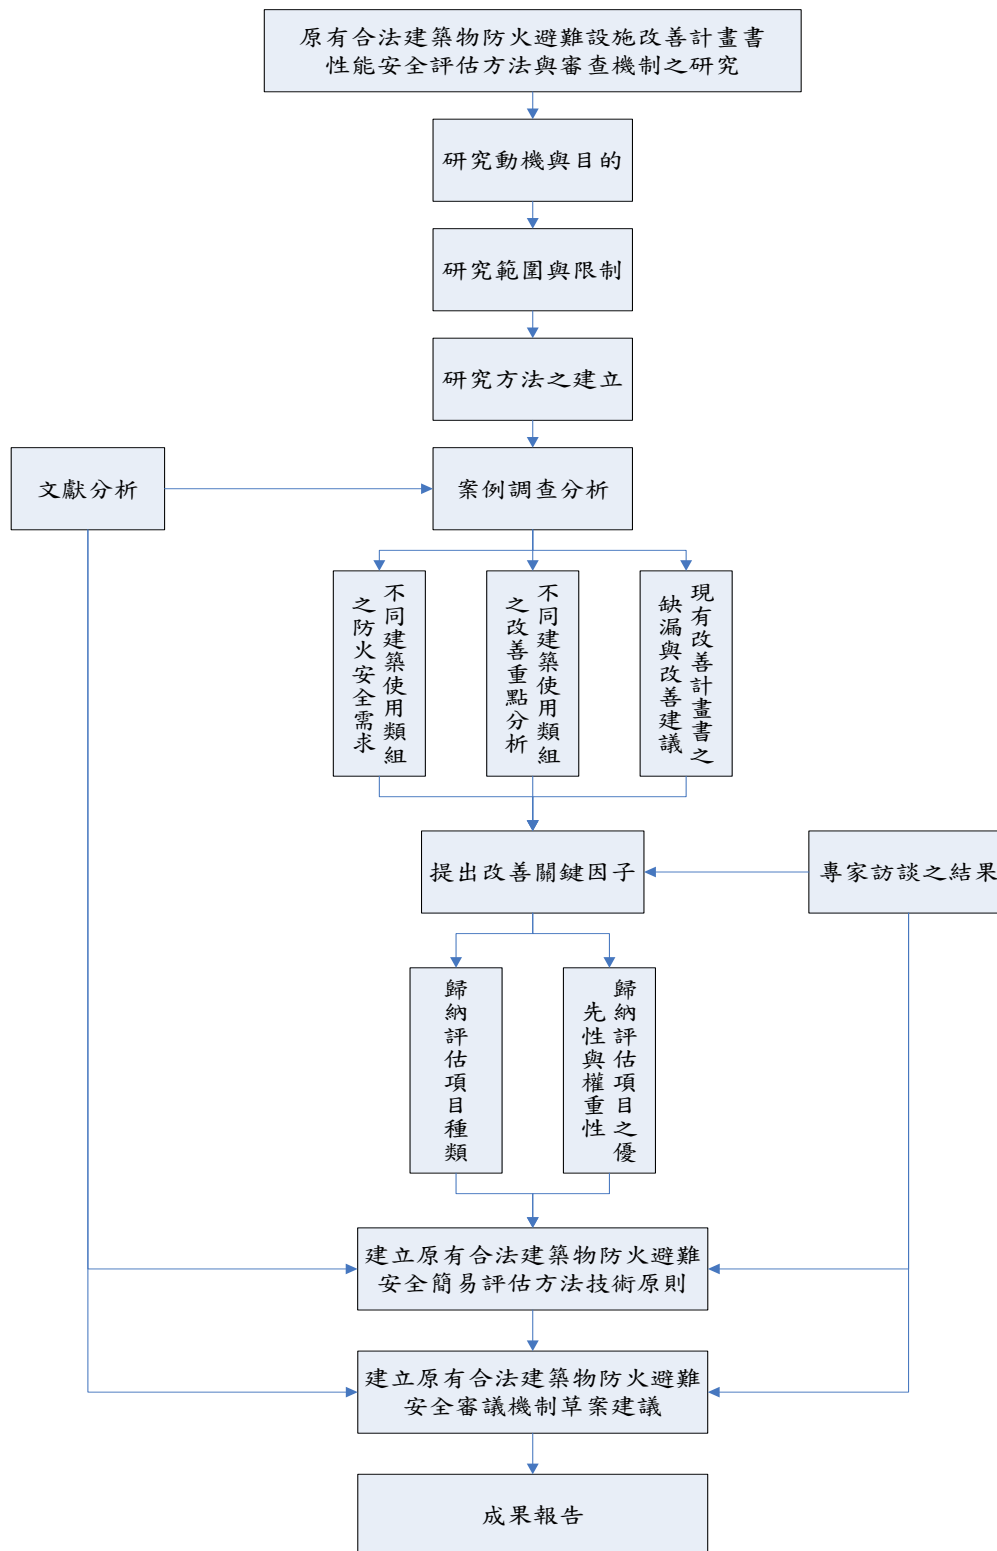 原有合法建築物防火避難設施改善計畫書
性能安全評估方法與審查機制之研究
研究動機與目的
研究範圍與限制
研究方法之建立
文獻分析
案例調查分析
不同建築使用類組
之防火安全需求
不同建築使用類組
之改善重點分析
現有改善計畫書之
缺漏與改善建議
提出改善關鍵因子
專家訪談之結果
歸納評估項目種類
歸納評估項目之優
先性與權重性
建立原有合法建築物防火避難
安全簡易評估方法技術原則
建立原有合法建築物防火避難
安全審議機制草案建議
成果報告